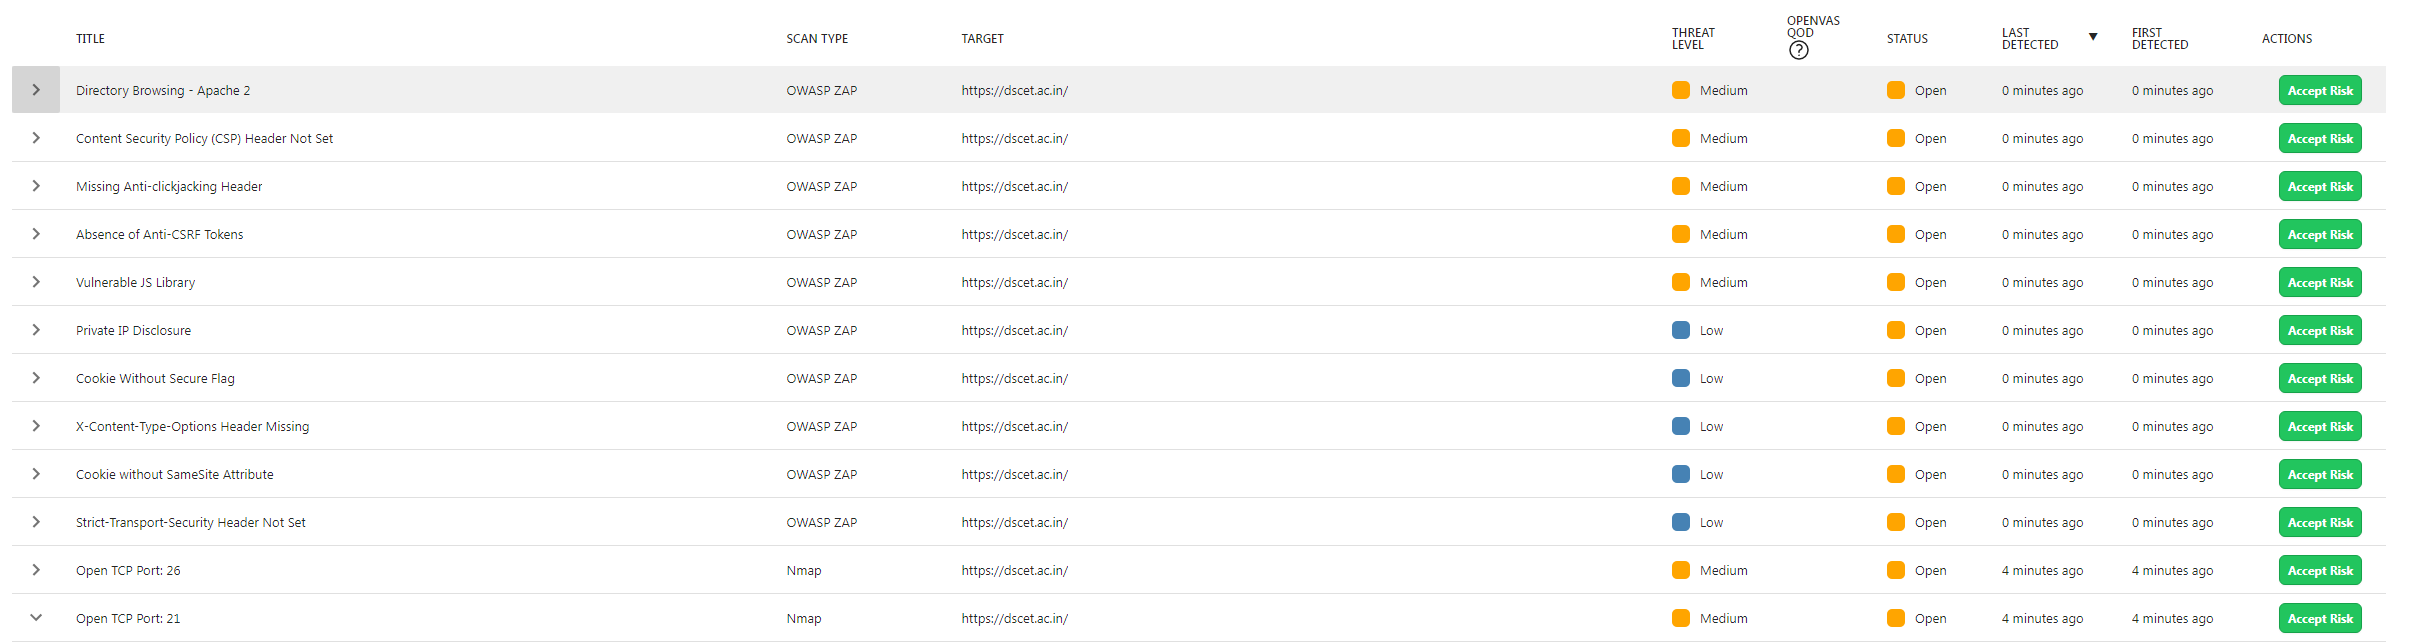 TITLE SCAN TYPE TARGET THREAT LEVEL OPENVAS QOD ? STATUS LAST DETECTED ▼ FIRST DETECTED ACTIONS
Directory Browsing - Apache 2 OWASP ZAP https://dscet.ac.in/ Medium Open 0 minutes ago 0 minutes ago Accept Risk
Content Security Policy (CSP) Header Not Set OWASP ZAP https://dscet.ac.in/ Medium Open 0 minutes ago 0 minutes ago Accept Risk
Missing Anti-clickjacking Header OWASP ZAP https://dscet.ac.in/ Medium Open 0 minutes ago 0 minutes ago Accept Risk
Absence of Anti-CSRF Tokens OWASP ZAP https://dscet.ac.in/ Medium Open 0 minutes ago 0 minutes ago Accept Risk
Vulnerable JS Library OWASP ZAP https://dscet.ac.in/ Medium Open 0 minutes ago 0 minutes ago Accept Risk
Private IP Disclosure OWASP ZAP https://dscet.ac.in/ Low Open 0 minutes ago 0 minutes ago Accept Risk
Cookie Without Secure Flag OWASP ZAP https://dscet.ac.in/ Low Open 0 minutes ago 0 minutes ago Accept Risk
X-Content-Type-Options Header Missing OWASP ZAP https://dscet.ac.in/ Low Open 0 minutes ago 0 minutes ago Accept Risk
Cookie without SameSite Attribute OWASP ZAP https://dscet.ac.in/ Low Open 0 minutes ago 0 minutes ago Accept Risk
Strict-Transport-Security Header Not Set OWASP ZAP https://dscet.ac.in/ Low Open 0 minutes ago 0 minutes ago Accept Risk
Open TCP Port: 26 Nmap https://dscet.ac.in/ Medium Open 4 minutes ago 4 minutes ago Accept Risk
Open TCP Port: 21 Nmap https://dscet.ac.in/ Medium Open 4 minutes ago 4 minutes ago Accept Risk